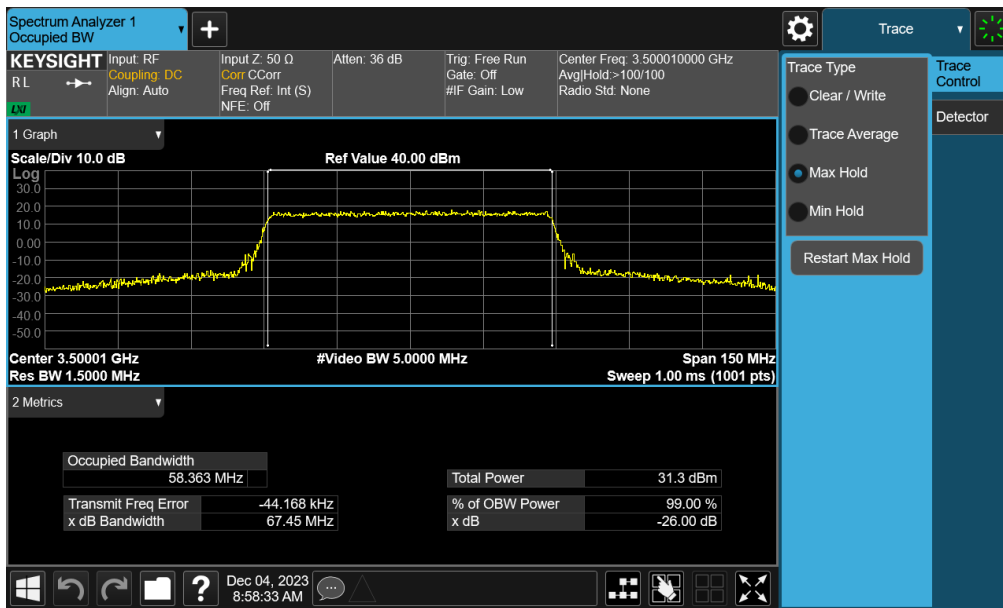 Spectrum Analyzer 1
Occupied BW
+
Trace
KEYSIGHT
R L
LXI
Input: RF
Coupling: DC
Align: Auto
Input Z: 50 Ω
Corr CCorr
Freq Ref: Int (S)
NFE: Off
Atten: 36 dB
Trig: Free Run
Gate: Off
#IF Gain: Low
Center Freq: 3.500010000 GHz
Avg|Hold:>100/100
Radio Std: None
Trace Type
Clear / Write
Trace Average
Max Hold
Min Hold
Restart Max Hold
Trace
Control
Detector
1 Graph
Scale/Div 10.0 dB
Ref Value 40.00 dBm
Log
30.0
20.0
10.0
0.00
-10.0
-20.0
-30.0
-40.0
-50.0
Center 3.50001 GHz
#Video BW 5.0000 MHz
Span 150 MHz
Res BW 1.5000 MHz
Sweep 1.00 ms (1001 pts)
2 Metrics
Occupied Bandwidth
58.363 MHz
Total Power 31.3 dBm
Transmit Freq Error -44.168 kHz
% of OBW Power 99.00 %
x dB Bandwidth 67.45 MHz
x dB -26.00 dB
?
Dec 04, 2023
8:58:33 AM